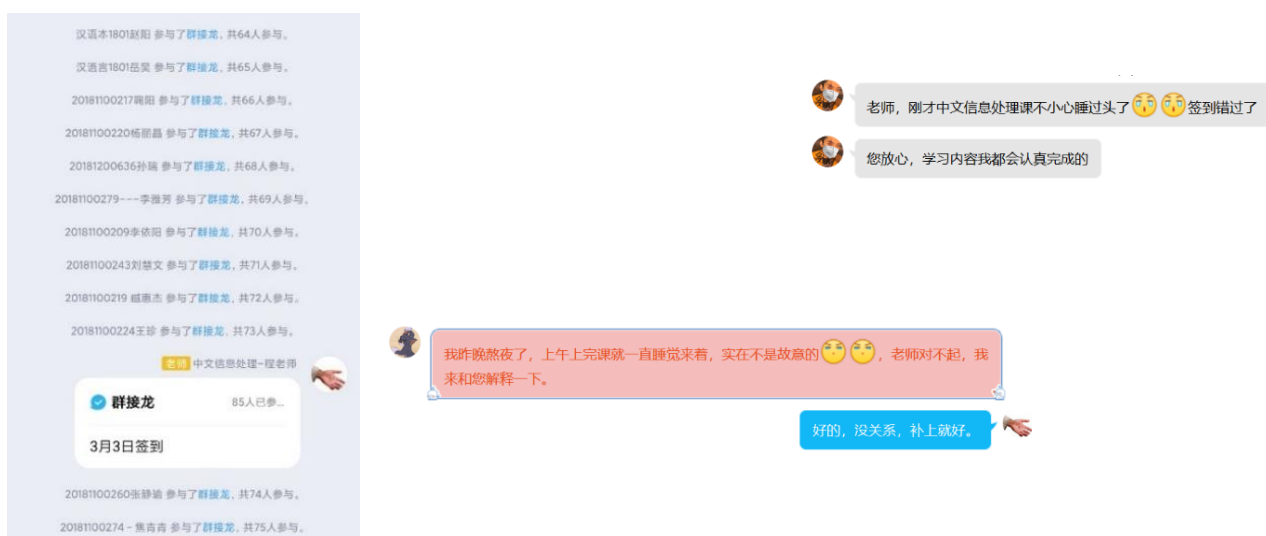 汉语本1801赵阳 参与了群接龙，共64人参与。
汉语言1801岳昊 参与了群接龙，共65人参与。
20181100217 参与了群接龙，共66人参与。
20181100220杨丽昌 参与了群接龙，共67人参与。
20181200636孙瑞 参与了群接龙，共68人参与。
20181100279---李雅芳 参与了群接龙，共69人参与。
20181100209李依阳 参与了群接龙，共70人参与。
20181100243刘慧文 参与了群接龙，共71人参与。
20181100219 臧惠杰 参与了群接龙，共72人参与。
20181100224王珍 参与了群接龙，共73人参与。
老师 中文信息处理-程老师
群接龙 85人已参...
3月3日签到
20181100260张静瑜 参与了群接龙，共74人参与。
20181100274 - 焦青青 参与了群接龙，共75人参与。
老师，刚才中文信息处理课不小心睡过头了签到错过了
您放心，学习内容我都会认真完成的
我昨晚熬夜了，上午上完课就一直睡觉来着，实在不是故意的，老师对不起，我
来和您解释一下。
好的，没关系，补上就好。